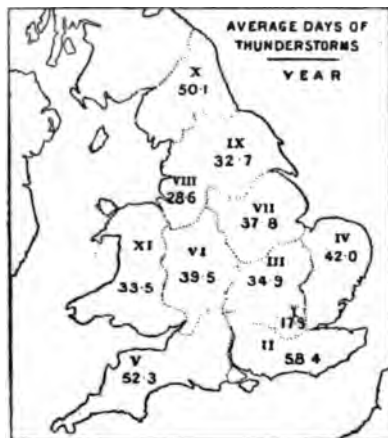 AVERAGE DAYS OF
THUNDERSTORMS
YEAR
X
50·1
IX
32·7
VIII
28·6
VII
37·8
IV
42·0
XI
33·5
VI
39·5
III
34·9
I
17·9
II
58·4
V
52·3